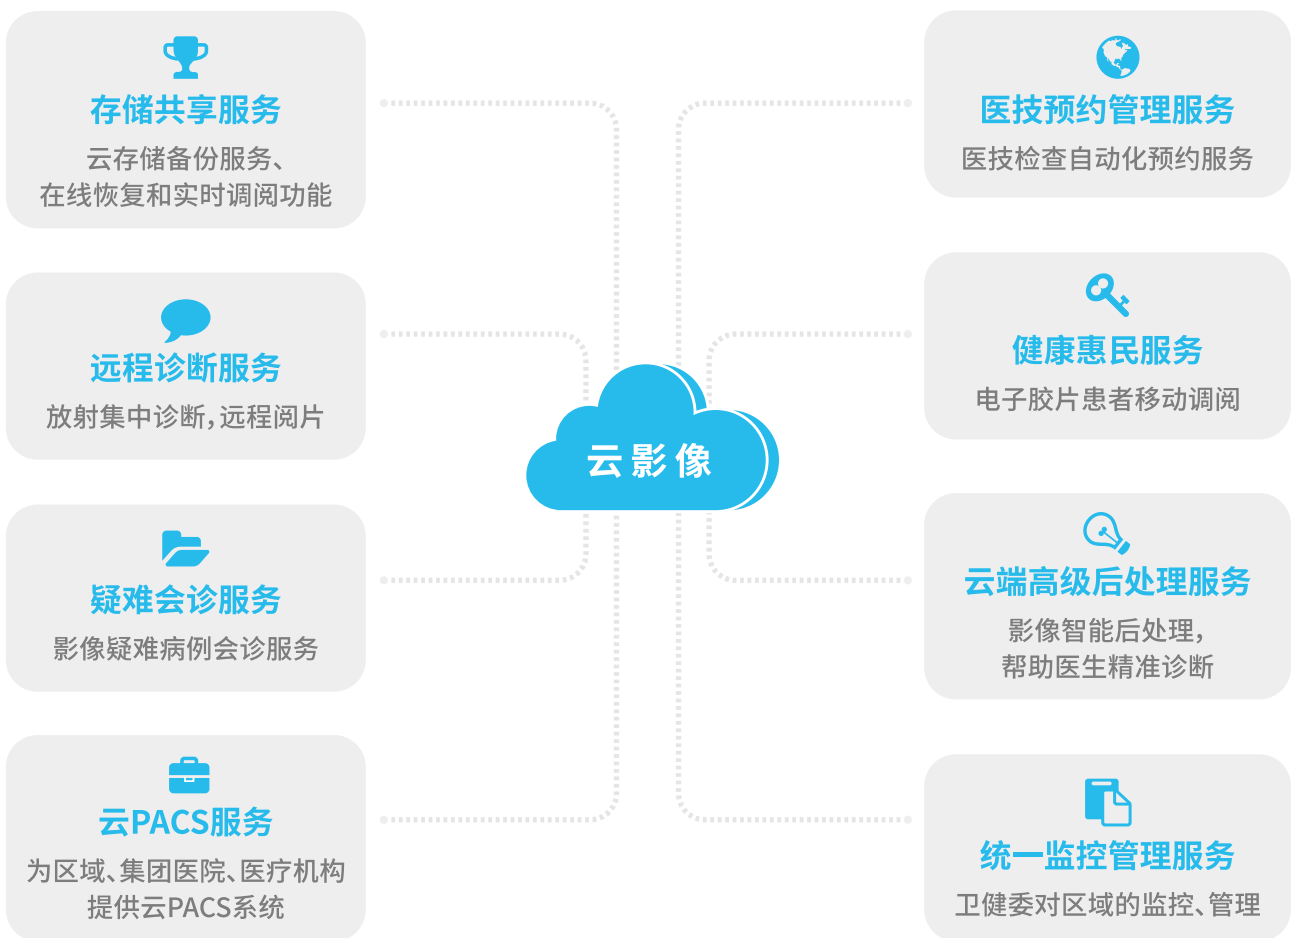 存储共享服务
云存储备份服务、
在线恢复和实时调阅功能
远程诊断服务
放射集中诊断，远程阅片
疑难会诊服务
影像疑难病例会诊服务
云PACS服务
为区域、集团医院、医疗机构
提供云PACS系统
云影像
医技预约管理服务
医技检查自动化预约服务
健康惠民服务
电子胶片患者移动调阅
云端高级后处理服务
影像智能后处理，
帮助医生精准诊断
统一监控管理服务
卫健委对区域的监控、管理